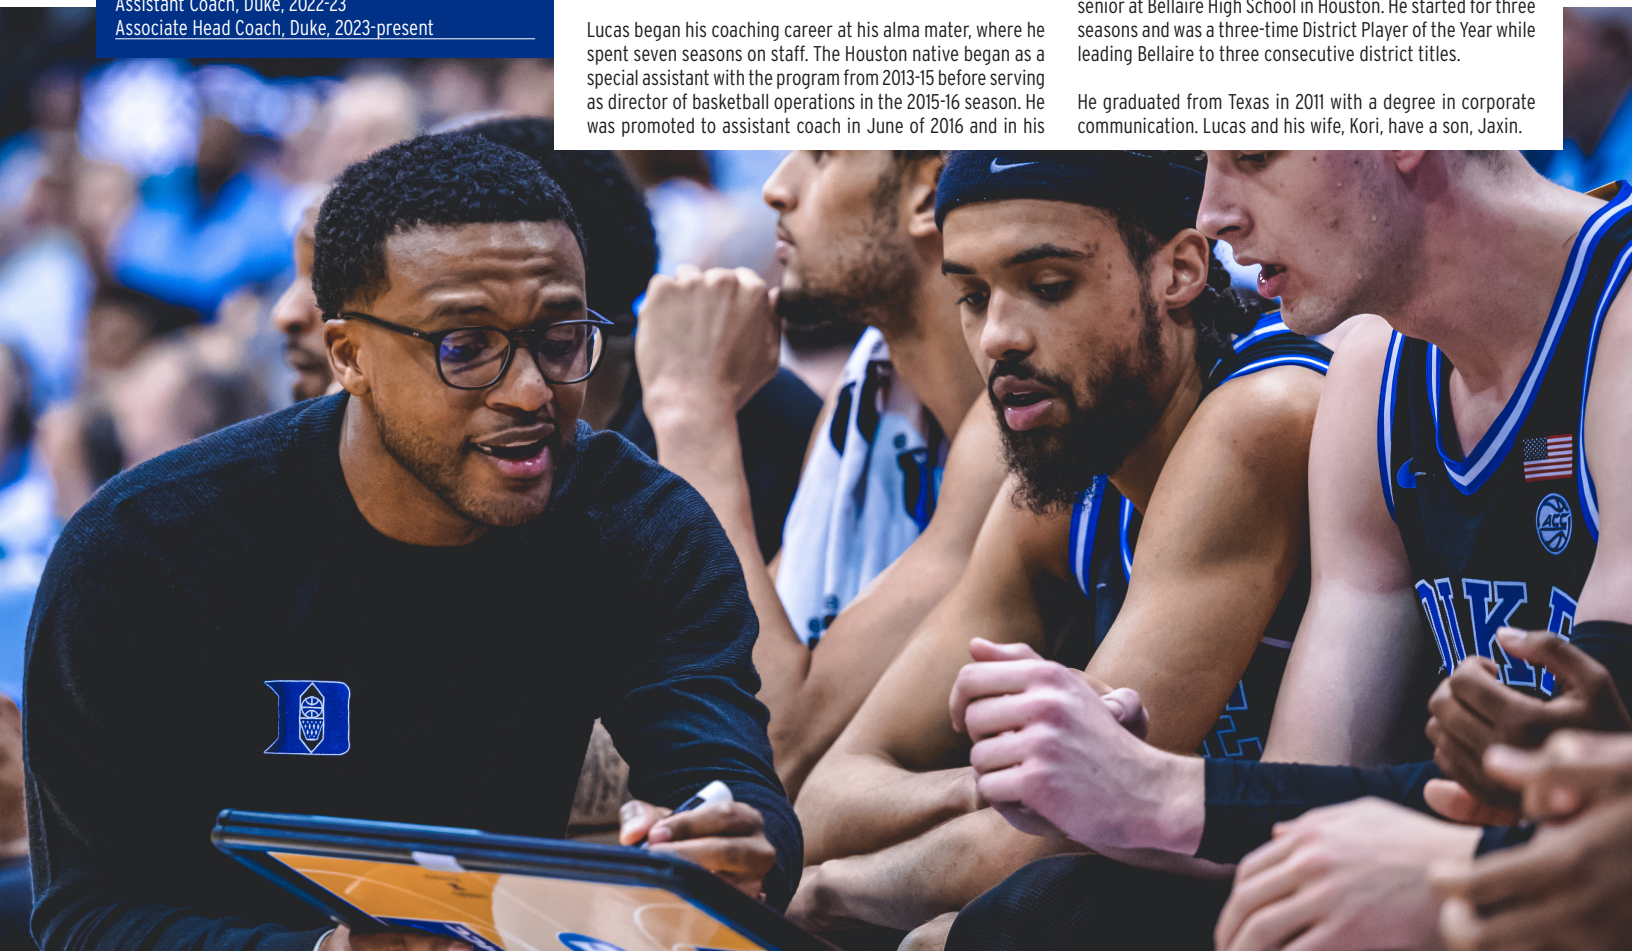 Assistant Coach, Duke, 2022-23
Associate Head Coach, Duke, 2023-present
Lucas began his coaching career at his alma mater, where he
spent seven seasons on staff. The Houston native began as a
special assistant with the program from 2013-15 before serving
as director of basketball operations in the 2015-16 season. He
was promoted to assistant coach in June of 2016 and in his
senior at Bellaire High School in Houston. He started for three
seasons and was a three-time District Player of the Year while
leading Bellaire to three consecutive district titles.
He graduated from Texas in 2011 with a degree in corporate
communication. Lucas and his wife, Kori, have a son, Jaxin.
ACC
DUKE
D